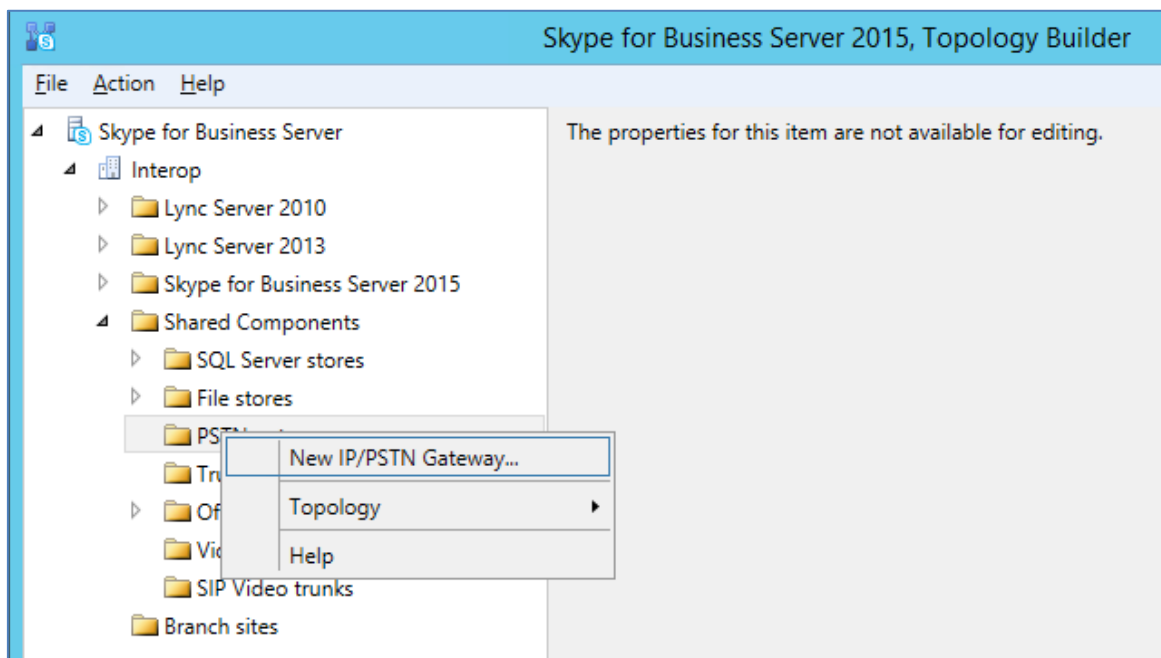 Skype for Business Server 2015, Topology Builder
File Action Help
Skype for Business Server
The properties for this item are not available for editing.
Interop
Lync Server 2010
Lync Server 2013
Skype for Business Server 2015
Shared Components
SQL Server stores
File stores
New IP/PSTN Gateway...
Topology
Help
SIP Video trunks
Branch sites